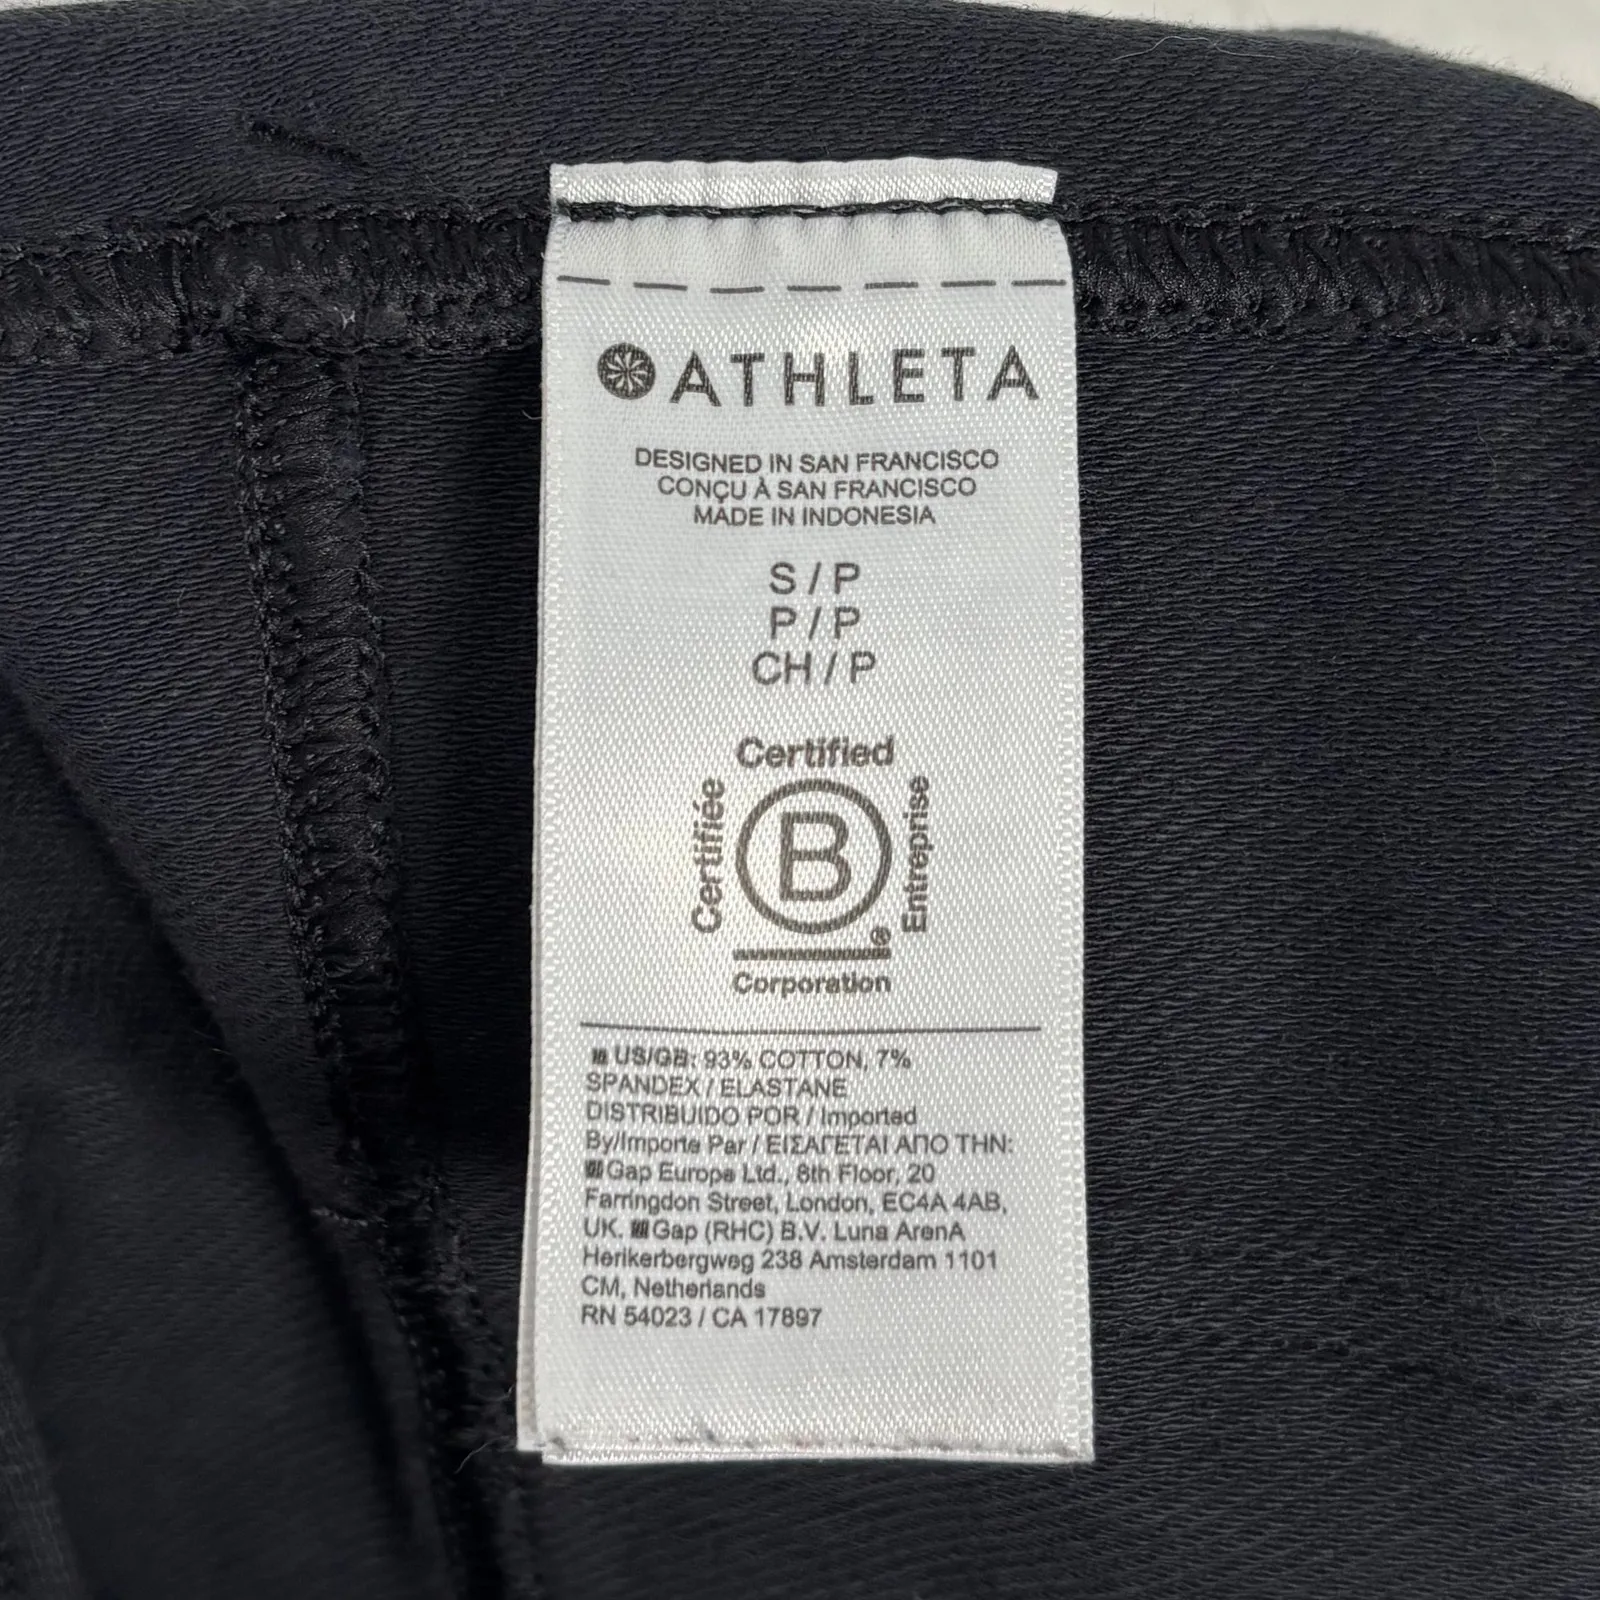 ATHLETA
DESIGNED IN SAN FRANCISCO
CONÇU À SAN FRANCISCO
MADE IN INDONESIA
S / P
P / P
CH / P
Certified
Certifiée
B
Entreprise
®
Corporation
US/GB: 93% COTTON, 7%
SPANDEX / ELASTANE
DISTRIBUIDO POR / Imported
By/Importe Par / ΕΙΣΑΓΕΤΑΙ ΑΠΟ ΤΗΝ:
Gap Europe Ltd., 8th Floor, 20
Farringdon Street, London, EC4A 4AB,
UK. Gap (RHC) B.V. Luna ArenA
Herikerbergweg 238 Amsterdam 1101
CM, Netherlands
RN 54023 / CA 17897